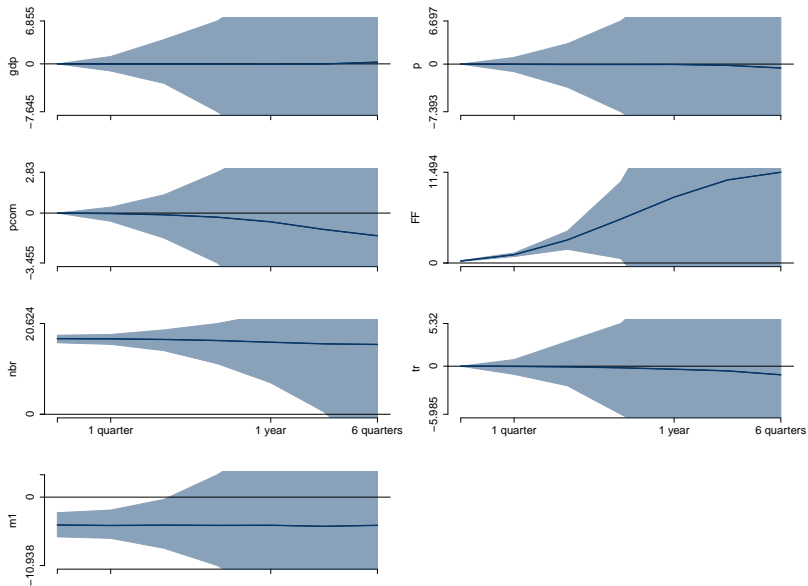 6.855
0
−7.645
gdp
6.697
0
−7.393
p
2.83
0
−3.455
pcom
11.494
0
FF
20.624
0
nbr
1 quarter 1 year 6 quarters
5.32
0
−5.985
tr
1 quarter 1 year 6 quarters
0
−10.938
m1